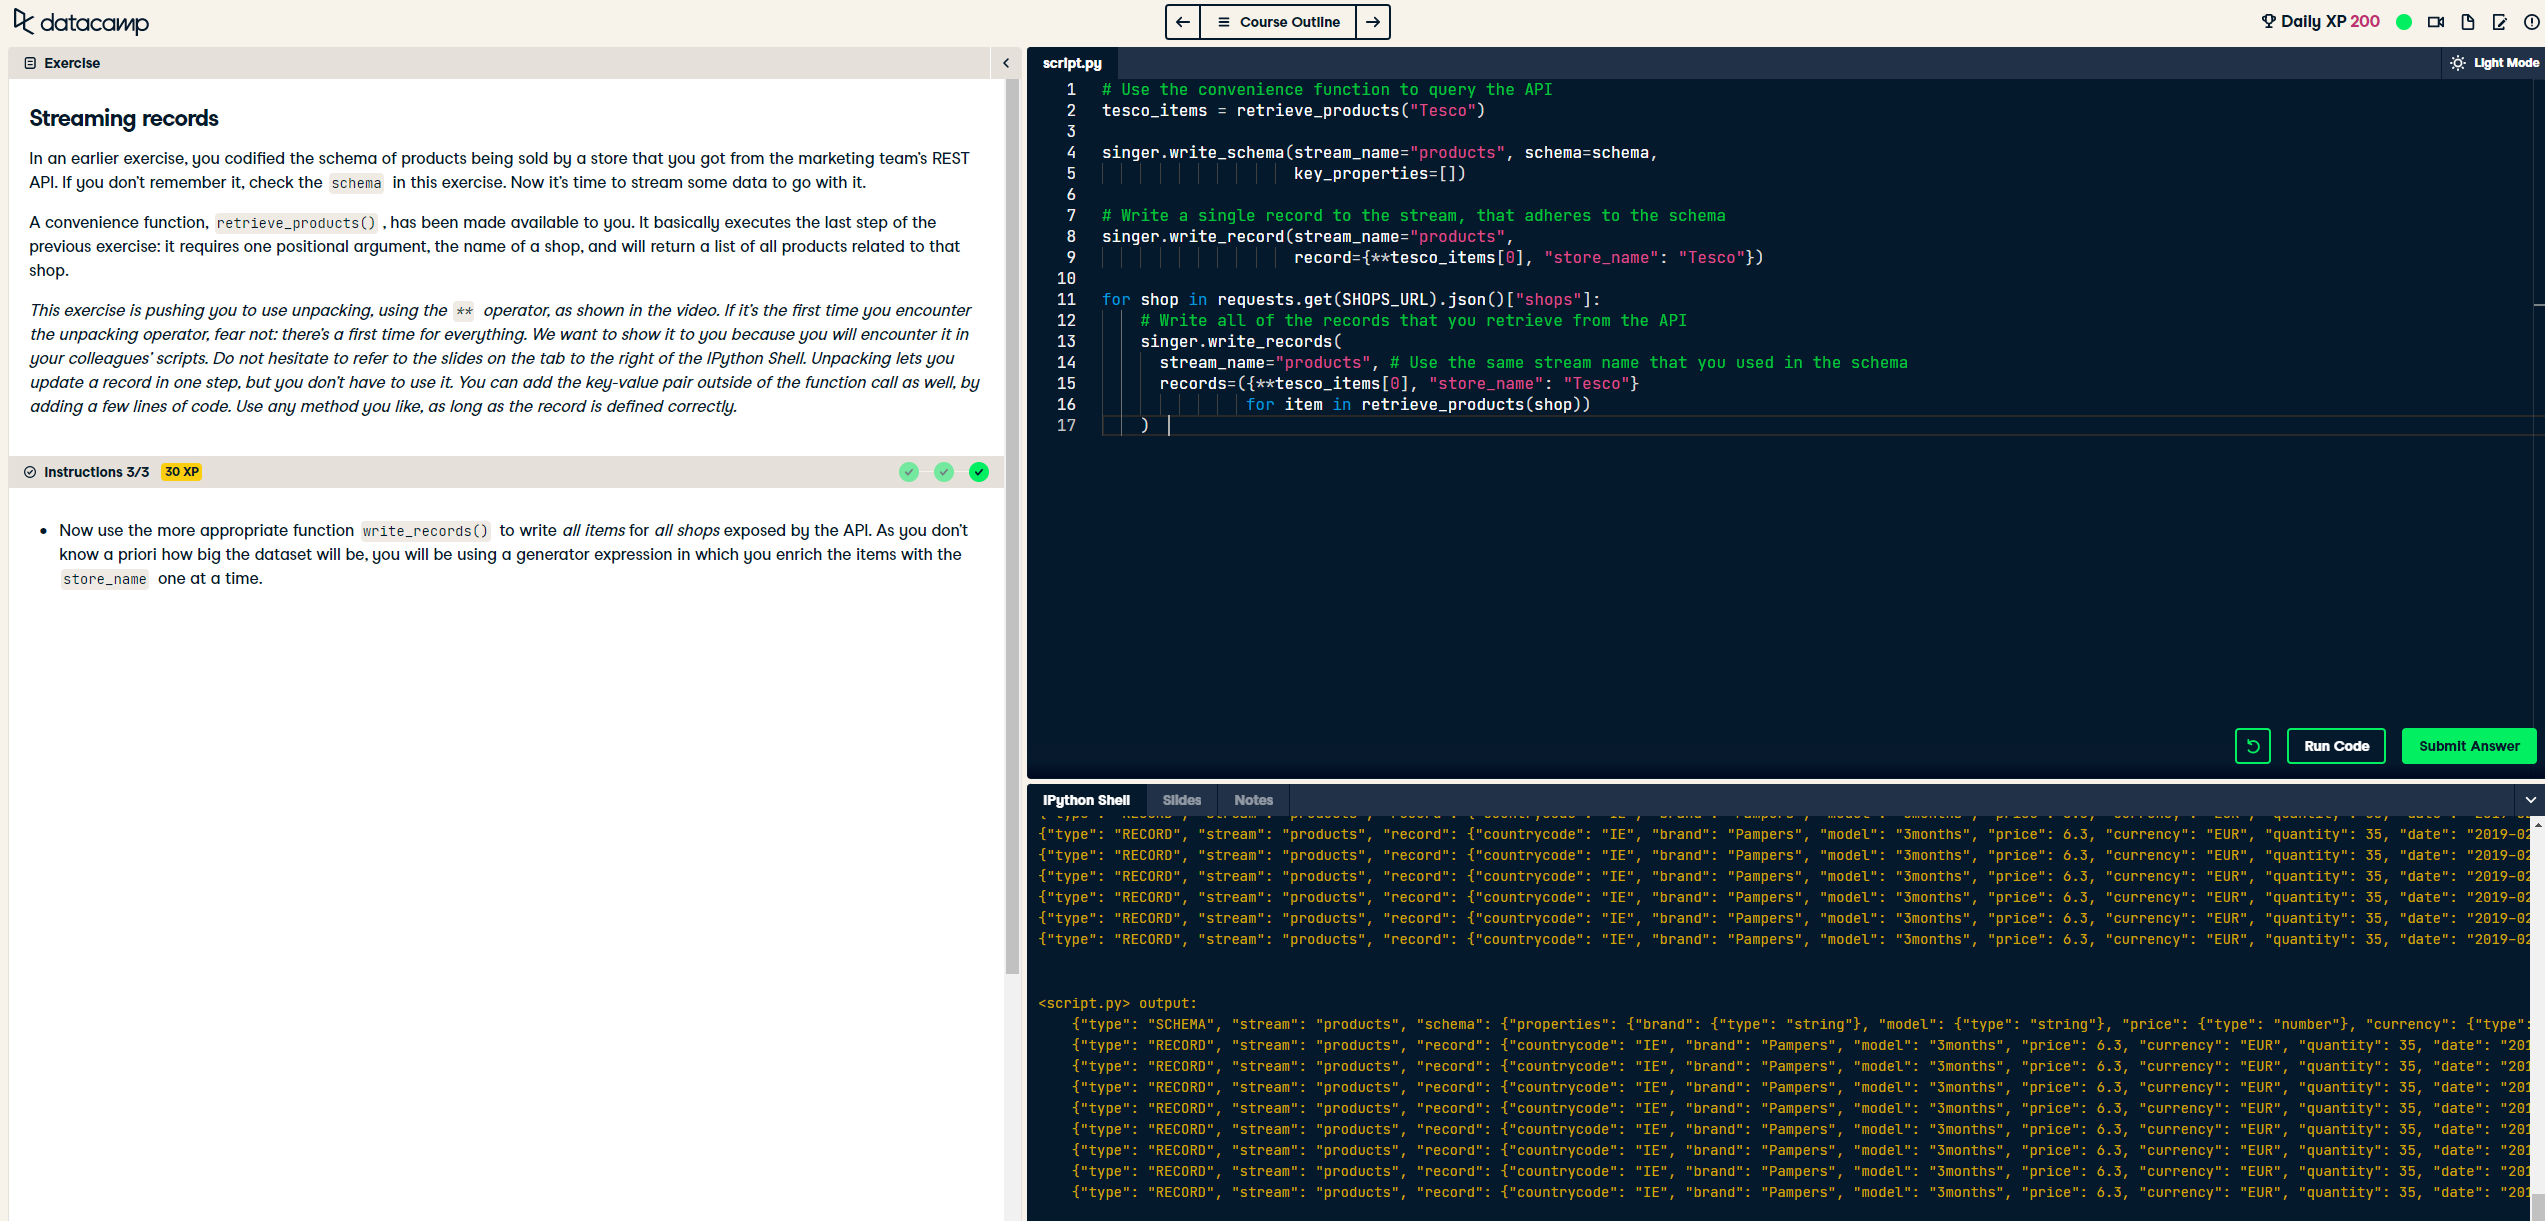 datacamp
Course Outline
Daily XP 200
Exercise
Streaming records
In an earlier exercise, you codified the schema of products being sold by a store that you got from the marketing team's REST
API. If you don't remember it, check the schema in this exercise. Now it's time to stream some data to go with it.
A convenience function, retrieve_products() , has been made available to you. It basically executes the last step of the
previous exercise: it requires one positional argument, the name of a shop, and will return a list of all products related to that
shop.
This exercise is pushing you to use unpacking, using the ** operator, as shown in the video. If it's the first time you encounter
the unpacking operator, fear not: there's a first time for everything. We want to show it to you because you will encounter it in
your colleagues' scripts. Do not hesitate to refer to the slides on the tab to the right of the IPython Shell. Unpacking lets you
update a record in one step, but you don't have to use it. You can add the key-value pair outside of the function call as well, by
adding a few lines of code. Use any method you like, as long as the record is defined correctly.
Instructions 3/3 30 XP
• Now use the more appropriate function write_records() to write all items for all shops exposed by the API. As you don't
know a priori how big the dataset will be, you will be using a generator expression in which you enrich the items with the
store_name one at a time.
script.py
Light Mode
1 # Use the convenience function to query the API
2 tesco_items = retrieve_products("Tesco")
3
4 singer.write_schema(stream_name="products", schema=schema,
5 key_properties=[])
6
7 # Write a single record to the stream, that adheres to the schema
8 singer.write_record(stream_name="products",
9 record={**tesco_items[0], "store_name": "Tesco"})
10
11 for shop in requests.get(SHOPS_URL).json()["shops"]:
12 # Write all of the records that you retrieve from the API
13 singer.write_records(
14 stream_name="products", # Use the same stream name that you used in the schema
15 records=({**tesco_items[0], "store_name": "Tesco"}
16 for item in retrieve_products(shop))
17 )
Run Code
Submit Answer
IPython Shell
Slides
Notes
{"type": "RECORD", "stream": "products", "record": {"countrycode": "IE", "brand": "Pampers", "model": "3months", "price": 6.3, "currency": "EUR", "quantity": 35, "date": "2019-02
{"type": "RECORD", "stream": "products", "record": {"countrycode": "IE", "brand": "Pampers", "model": "3months", "price": 6.3, "currency": "EUR", "quantity": 35, "date": "2019-02
{"type": "RECORD", "stream": "products", "record": {"countrycode": "IE", "brand": "Pampers", "model": "3months", "price": 6.3, "currency": "EUR", "quantity": 35, "date": "2019-02
{"type": "RECORD", "stream": "products", "record": {"countrycode": "IE", "brand": "Pampers", "model": "3months", "price": 6.3, "currency": "EUR", "quantity": 35, "date": "2019-02
{"type": "RECORD", "stream": "products", "record": {"countrycode": "IE", "brand": "Pampers", "model": "3months", "price": 6.3, "currency": "EUR", "quantity": 35, "date": "2019-02
{"type": "RECORD", "stream": "products", "record": {"countrycode": "IE", "brand": "Pampers", "model": "3months", "price": 6.3, "currency": "EUR", "quantity": 35, "date": "2019-02
<script.py> output:
{"type": "SCHEMA", "stream": "products", "schema": {"properties": {"brand": {"type": "string"}, "model": {"type": "string"}, "price": {"type": "number"}, "currency": {"type":
{"type": "RECORD", "stream": "products", "record": {"countrycode": "IE", "brand": "Pampers", "model": "3months", "price": 6.3, "currency": "EUR", "quantity": 35, "date": "201
{"type": "RECORD", "stream": "products", "record": {"countrycode": "IE", "brand": "Pampers", "model": "3months", "price": 6.3, "currency": "EUR", "quantity": 35, "date": "201
{"type": "RECORD", "stream": "products", "record": {"countrycode": "IE", "brand": "Pampers", "model": "3months", "price": 6.3, "currency": "EUR", "quantity": 35, "date": "201
{"type": "RECORD", "stream": "products", "record": {"countrycode": "IE", "brand": "Pampers", "model": "3months", "price": 6.3, "currency": "EUR", "quantity": 35, "date": "201
{"type": "RECORD", "stream": "products", "record": {"countrycode": "IE", "brand": "Pampers", "model": "3months", "price": 6.3, "currency": "EUR", "quantity": 35, "date": "201
{"type": "RECORD", "stream": "products", "record": {"countrycode": "IE", "brand": "Pampers", "model": "3months", "price": 6.3, "currency": "EUR", "quantity": 35, "date": "201
{"type": "RECORD", "stream": "products", "record": {"countrycode": "IE", "brand": "Pampers", "model": "3months", "price": 6.3, "currency": "EUR", "quantity": 35, "date": "201
{"type": "RECORD", "stream": "products", "record": {"countrycode": "IE", "brand": "Pampers", "model": "3months", "price": 6.3, "currency": "EUR", "quantity": 35, "date": "201